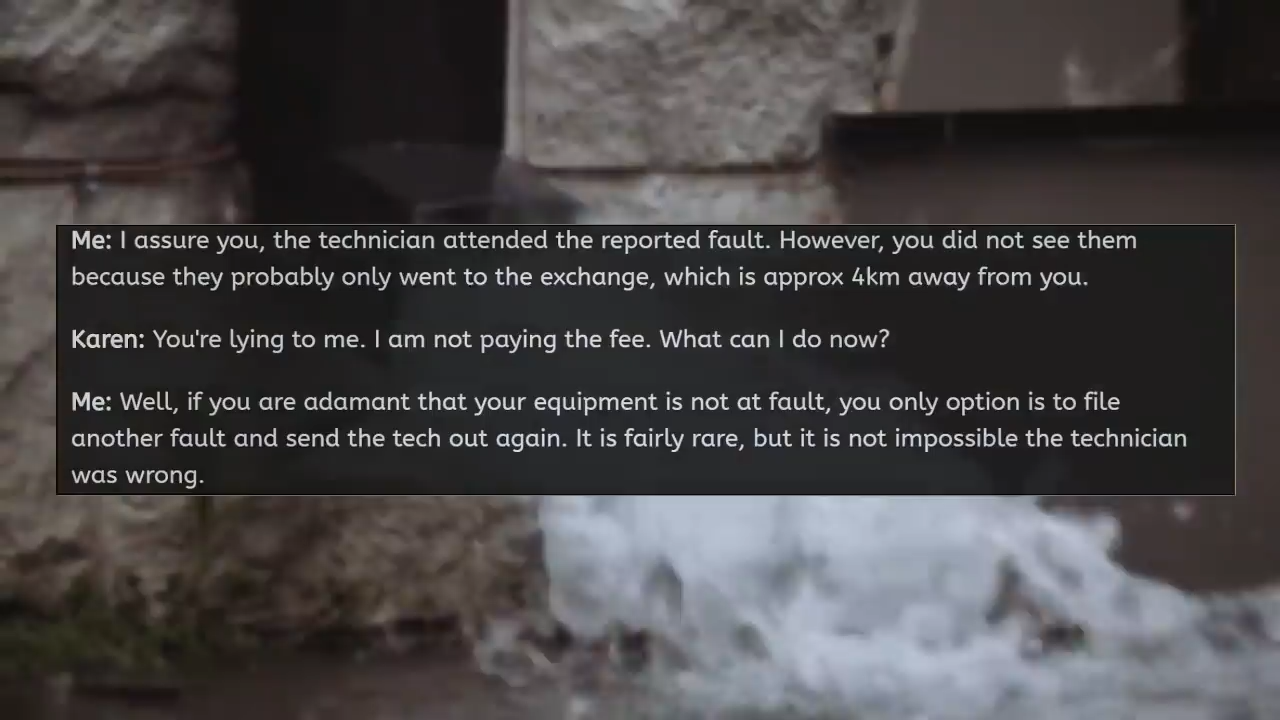 Me: I assure you, the technician attended the reported fault. However, you did not see them
because they probably only went to the exchange, which is approx 4km away from you.
Karen: You're lying to me. I am not paying the fee. What can I do now?
Me: Well, if you are adamant that your equipment is not at fault, you only option is to file
another fault and send the tech out again. It is fairly rare, but it is not impossible the technician
was wrong.